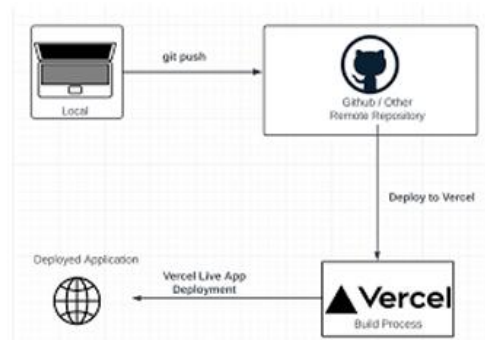 git push
Local
Github / Other
Remote Repository
Deploy to Vercel
Deployed Application
Vercel Live App
Deployment
Vercel
Build Process